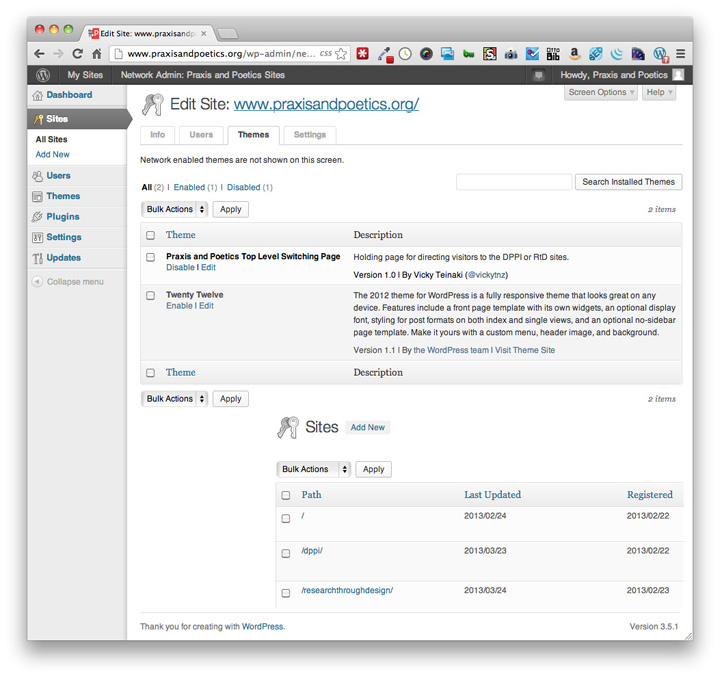 Edit Site: www.praxisandp
www.praxisandpoetics.org/wp-admin/ne... css
My Sites Network Admin: Praxis and Poetics Sites Howdy, Praxis and Poetics
Dashboard
Sites
All Sites
Add New
Users
Themes
Plugins
Settings
Updates
Collapse menu
Screen Options Help
Edit Site: www.praxisandpoetics.org/
Info Users Themes Settings
Network enabled themes are not shown on this screen.
All (2) | Enabled (1) | Disabled (1)
Search Installed Themes
Bulk Actions Apply 2 items
Theme Description
Praxis and Poetics Top Level Switching Page Holding page for directing visitors to the DPPI or RtD sites.
Disable | Edit
Version 1.0 | By Vicky Teinaki (@vickytnz)
Twenty Twelve The 2012 theme for WordPress is a fully responsive theme that looks great on any
Enable | Edit device. Features include a front page template with its own widgets, an optional display
font, styling for post formats on both index and single views, and an optional no-sidebar
page template. Make it yours with a custom menu, header image, and background.
Version 1.1 | By the WordPress team | Visit Theme Site
Theme Description
Bulk Actions Apply 2 items
Sites Add New
Bulk Actions Apply
Path Last Updated Registered
/ 2013/02/24 2013/02/22
/dppi/ 2013/03/23 2013/02/22
/researchthroughdesign/ 2013/03/24 2013/02/23
Thank you for creating with WordPress. Version 3.5.1